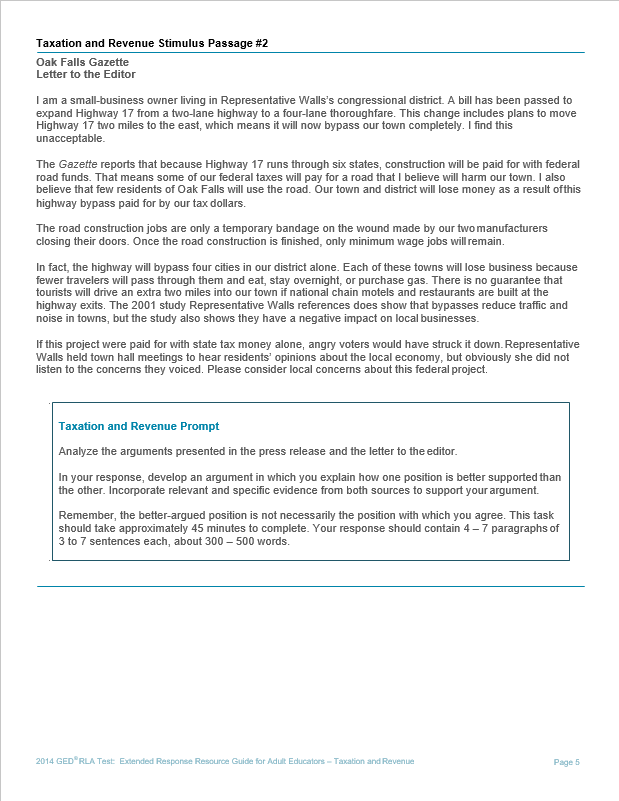 Taxation and Revenue Stimulus Passage #2
Oak Falls Gazette
Letter to the Editor
I am a small-business owner living in Representative Walls's congressional district. A bill has been passed to
expand Highway 17 from a two-lane highway to a four-lane thoroughfare. This change includes plans to move
Highway 17 two miles to the east, which means it will now bypass our town completely. I find this
unacceptable.
The Gazette reports that because Highway 17 runs through six states, construction will be paid for with federal
road funds. That means some of our federal taxes will pay for a road that I believe will harm our town. I also
believe that few residents of Oak Falls will use the road. Our town and district will lose money as a result of this
highway bypass paid for by our tax dollars.
The road construction jobs are only a temporary bandage on the wound made by our two manufacturers
closing their doors. Once the road construction is finished, only minimum wage jobs will remain.
In fact, the highway will bypass four cities in our district alone. Each of these towns will lose business because
fewer travelers will pass through them and eat, stay overnight, or purchase gas. There is no guarantee that
tourists will drive an extra two miles into our town if national chain motels and restaurants are built at the
highway exits. The 2001 study Representative Walls references does show that bypasses reduce traffic and
noise in towns, but the study also shows they have a negative impact on local businesses.
If this project were paid for with state tax money alone, angry voters would have struck it down. Representative
Walls held town hall meetings to hear residents' opinions about the local economy, but obviously she did not
listen to the concerns they voiced. Please consider local concerns about this federal project.
Taxation and Revenue Prompt
Analyze the arguments presented in the press release and the letter to the editor.
In your response, develop an argument in which you explain how one position is better supported than
the other. Incorporate relevant and specific evidence from both sources to support your argument.
Remember, the better-argued position is not necessarily the position with which you agree. This task
should take approximately 45 minutes to complete. Your response should contain 4 – 7 paragraphs of
3 to 7 sentences each, about 300 – 500 words.
2014 GED® RLA Test: Extended Response Resource Guide for Adult Educators – Taxation and Revenue
Page 5